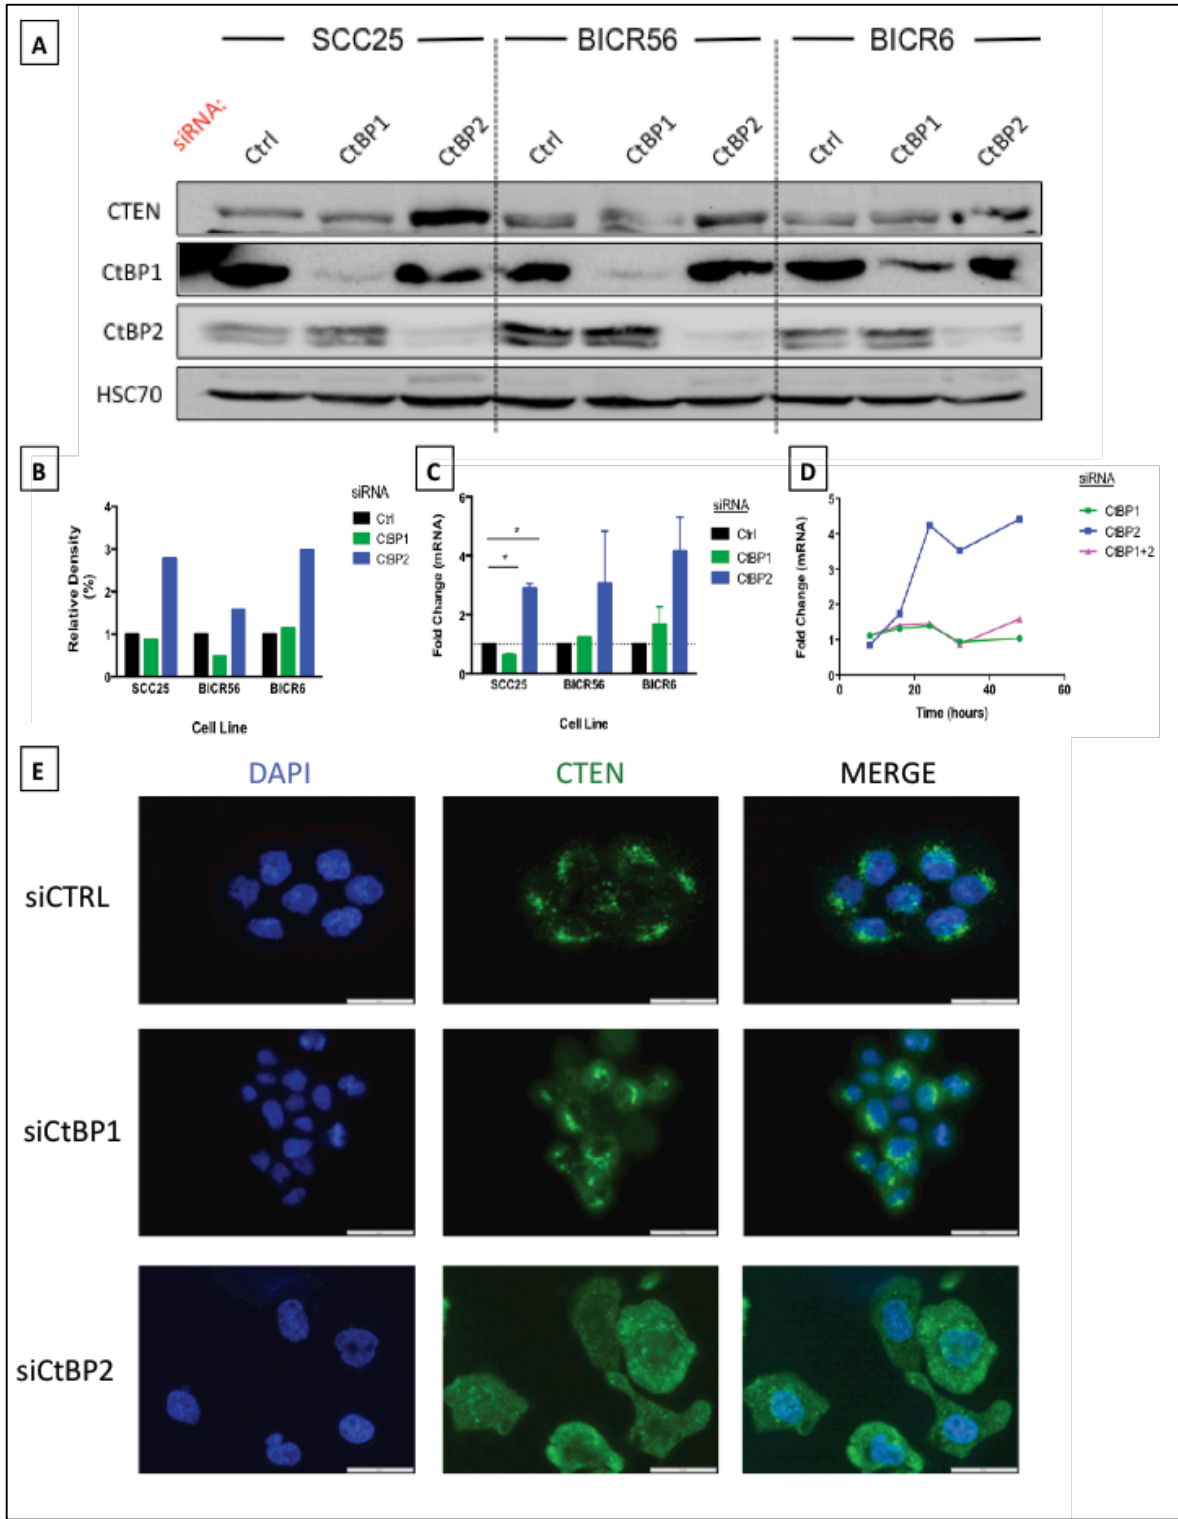 A
SCC25 BICR56 BICR6
siRNA: Ctrl CtBP1 CtBP2 Ctrl CtBP1 CtBP2 Ctrl CtBP1 CtBP2
CTEN
CtBP1
CtBP2
HSC70
B
Relative Density
(%)
4
3
2
1
0
SCC25 BICR56 BICR6
Cell Line
siRNA
Ctrl
CtBP1
CtBP2
C
Fold Change (mRNA)
6
4
2
0
* *
SCC25 BICR56 BICR6
Cell Line
siRNA
Ctrl
CtBP1
CtBP2
D
Fold Change (mRNA)
5
4
3
2
1
0
0 20 40 60
Time (hours)
siRNA
CtBP1
CtBP2
CtBP1+2
E
DAPI CTEN MERGE
siCTRL
siCtBP1
siCtBP2